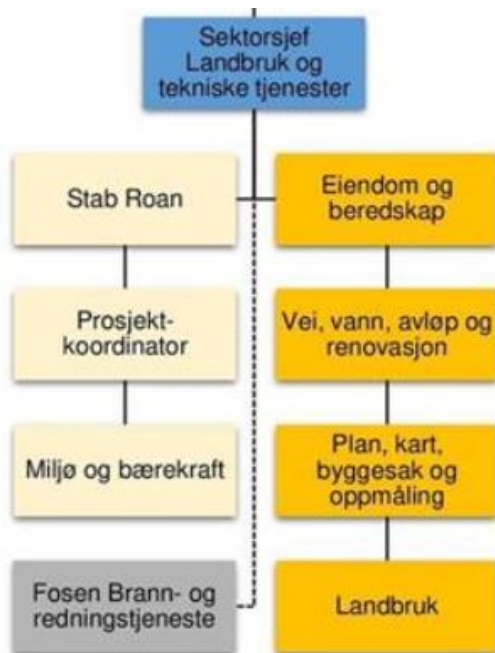 Sektorsjef
Landbruk og
tekniske tjenester
Stab Roan
Eiendom og
beredskap
Prosjekt-
koordinator
Vei, vann, avløp og
renovasjon
Miljø og bærekraft
Plan, kart,
byggesak og
oppmåling
Fosen Brann- og
redningstjeneste
Landbruk